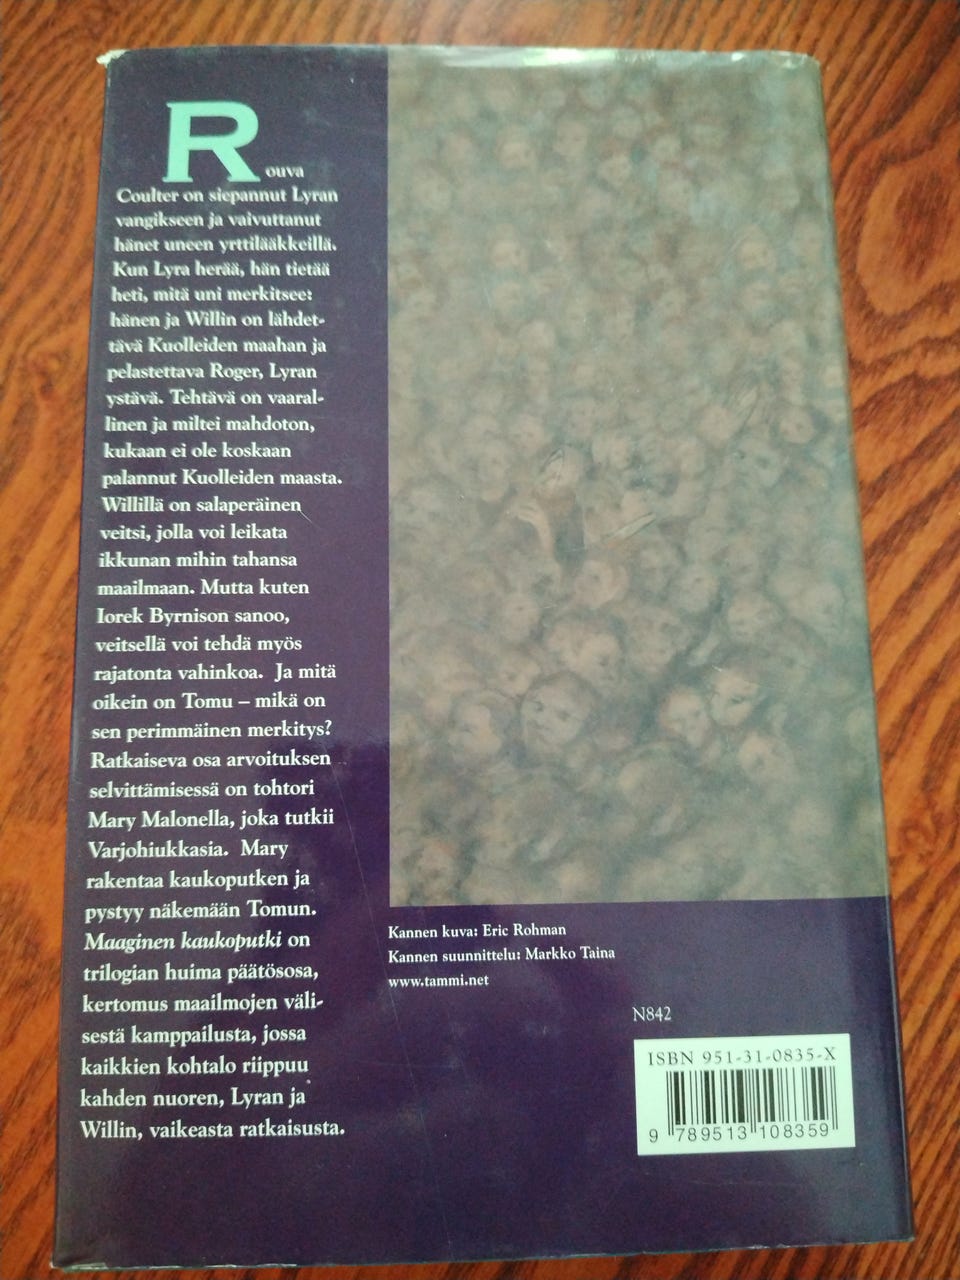 Rouva
Coulter on siepannut Lyran
vangikseen ja vaivuttanut
hänet uneen yrttilääkkeillä.
Kun Lyra herää, hän tietää
heti, mitä uni merkitsee:
hänen ja Willin on lähdet-
tävä Kuolleiden maahan ja
pelastettava Roger, Lyran
ystävä. Tehtävä on vaaral-
linen ja miltei mahdoton,
kukaan ei ole koskaan
palannut Kuolleiden maasta.
Willillä on salaperäinen
veitsi, jolla voi leikata
ikkunan mihin tahansa
maailmaan. Mutta kuten
Iorek Byrnison sanoo,
veitsellä voi tehdä myös
rajatonta vahinkoa. Ja mitä
oikein on Tomu – mikä on
sen perimmäinen merkitys?
Ratkaiseva osa arvoituksen
selvittämisessä on tohtori
Mary Malonella, joka tutkii
Varjohiukkasia. Mary
rakentaa kaukoputken ja
pystyy näkemään Tomun.
Maaginen kaukoputki on
trilogian huima päätösosa,
kertomus maailmojen väli-
sestä kamppailusta, jossa
kaikkien kohtalo riippuu
kahden nuoren, Lyran ja
Willin, vaikeasta ratkaisusta.
Kannen kuva: Eric Rohman
Kannen suunnittelu: Markko Taina
www.tammi.net
N842
ISBN 951-31-0835-X
9 789513 108359